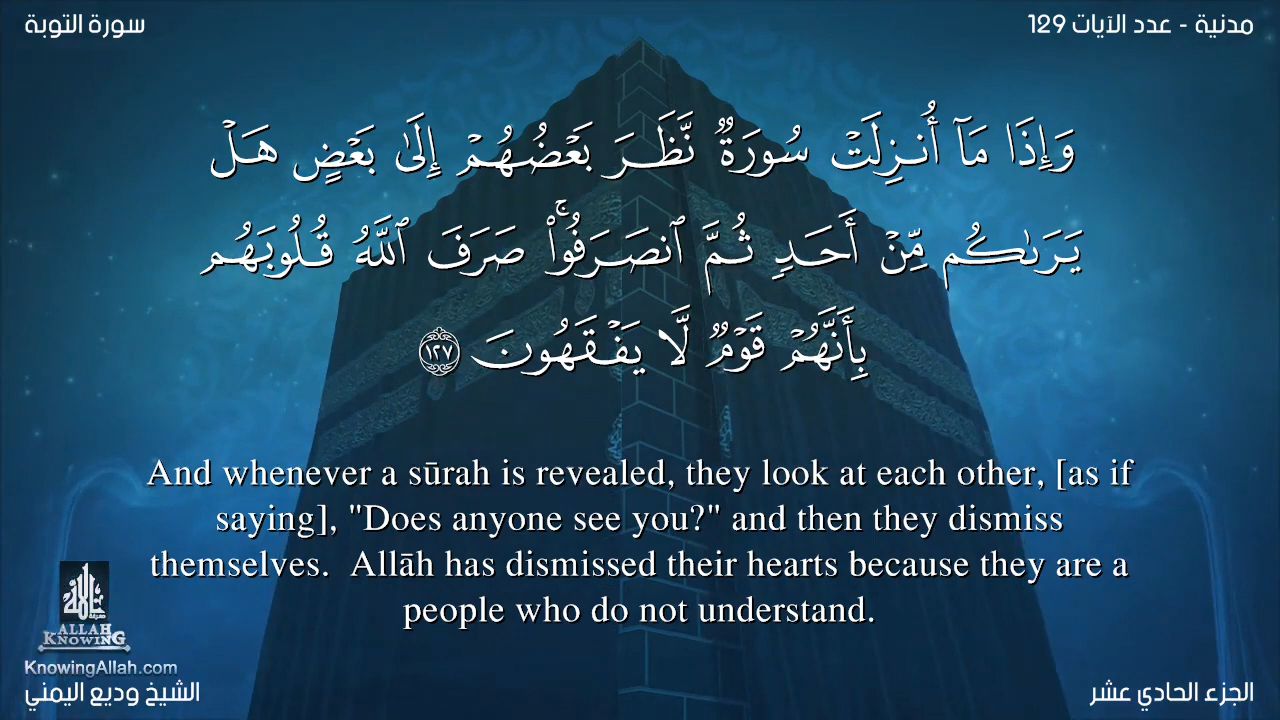 سورة التوبة
مدنية - عدد الآيات 129
وَإِذَا مَآ أُنزِلَتْ سُورَةٌ نَّظَرَ بَعْضُهُمْ إِلَىٰ بَعْضٍ هَلْ
يَرَىٰكُم مِّنْ أَحَدٍ ثُمَّ ٱنصَرَفُوا۟ ۚ صَرَفَ ٱللَّهُ قُلُوبَهُم
بِأَنَّهُمْ قَوْمٌ لَّا يَفْقَهُونَ ١٢٧
And whenever a sūrah is revealed, they look at each other, [as if
saying], "Does anyone see you?" and then they dismiss
themselves.  Allāh has dismissed their hearts because they are a
people who do not understand.
ALLAH
KNOWING
KnowingAllah.com
الشيخ وديع اليمني
الجزء الحادي عشر